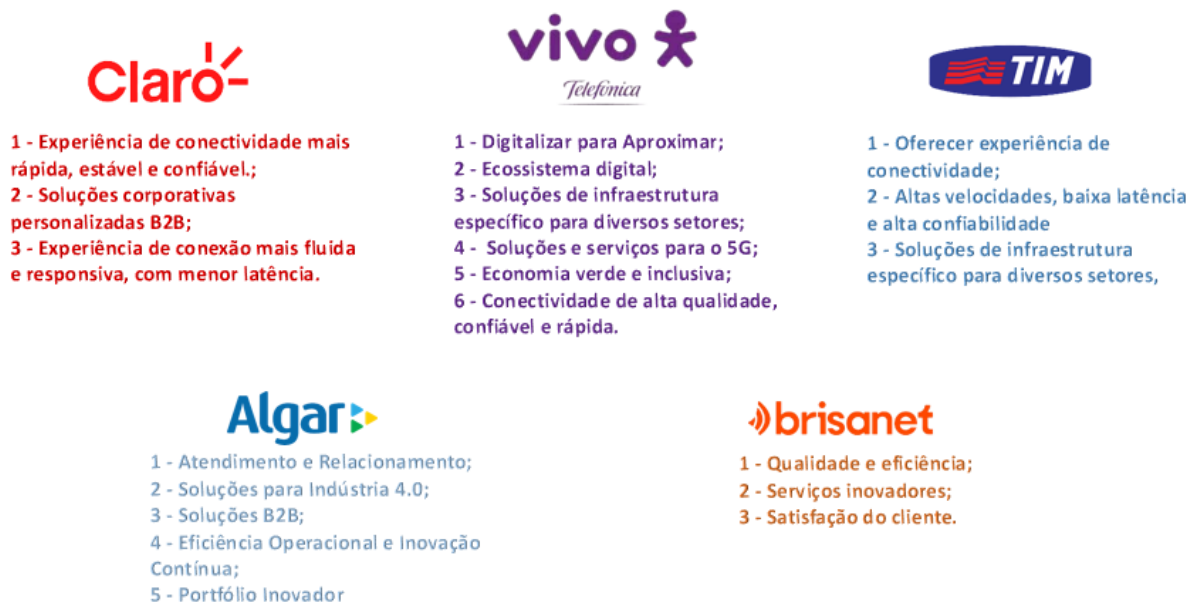 Claro
1 - Experiência de conectividade mais
rápida, estável e confiável.;
2 - Soluções corporativas
personalizadas B2B;
3 - Experiência de conexão mais fluida
e responsiva, com menor latência.
vivo
Telefónica
1 - Digitalizar para Aproximar;
2 - Ecossistema digital;
3 - Soluções de infraestrutura
específico para diversos setores;
4 - Soluções e serviços para o 5G;
5 - Economia verde e inclusiva;
6 - Conectividade de alta qualidade,
confiável e rápida.
TIM
1 - Oferecer experiência de
conectividade;
2 - Altas velocidades, baixa latência
e alta confiabilidade
3 - Soluções de infraestrutura
específico para diversos setores,
Algar
1 - Atendimento e Relacionamento;
2 - Soluções para Indústria 4.0;
3 - Soluções B2B;
4 - Eficiência Operacional e Inovação
Contínua;
5 - Portfólio Inovador
brisanet
1 - Qualidade e eficiência;
2 - Serviços inovadores;
3 - Satisfação do cliente.